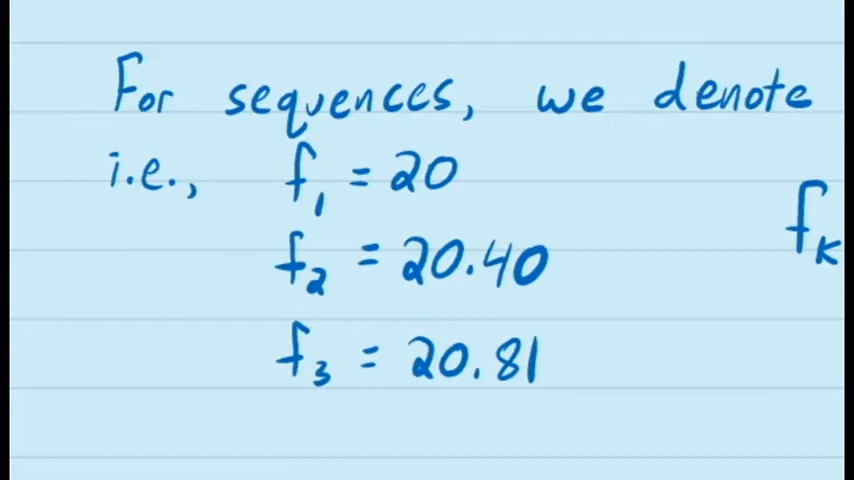 For sequences, we denote
i.e., f₁ = 20
fₖ
f₂ = 20.40
f₃ = 20.81